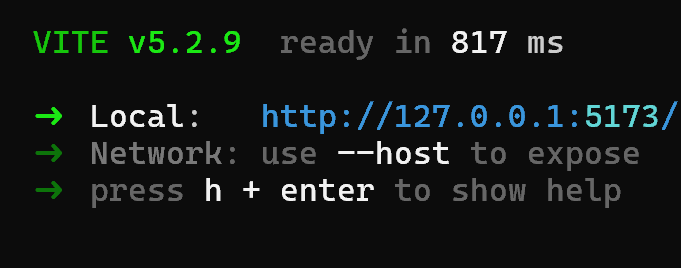 VITE v5.2.9  ready in 817 ms
➜ Local:   http://127.0.0.1:5173/
➜ Network: use --host to expose
➜ press h + enter to show help